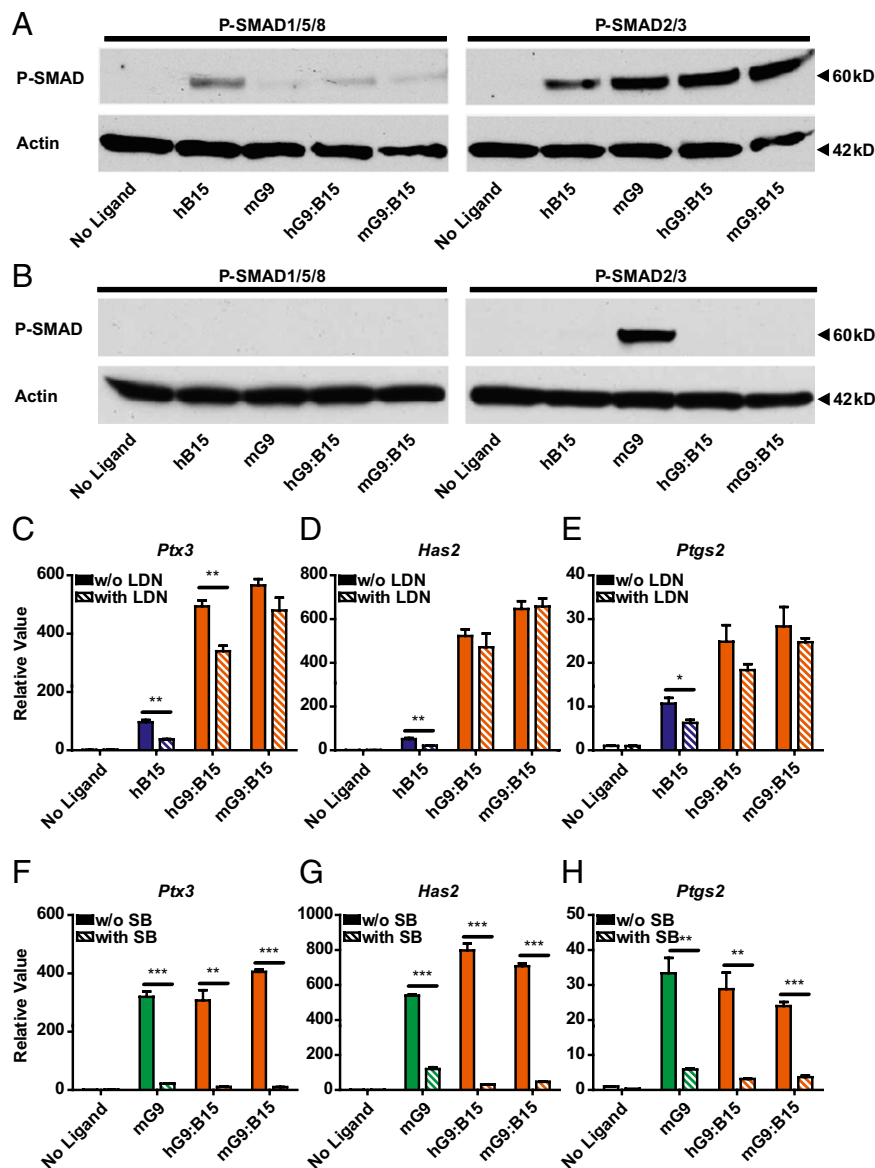 A
P-SMAD1/5/8 P-SMAD2/3
P-SMAD
◄60kD
Actin
◄42kD
No Ligand hB15 mG9 hG9:B15 mG9:B15 No Ligand hB15 mG9 hG9:B15 mG9:B15
B
P-SMAD1/5/8 P-SMAD2/3
P-SMAD
◄60kD
Actin
◄42kD
No Ligand hB15 mG9 hG9:B15 mG9:B15 No Ligand hB15 mG9 hG9:B15 mG9:B15
C
Ptx3
Relative Value
600
400
200
0
w/o LDN
with LDN
**
**
No Ligand hB15 hG9:B15 mG9:B15
D
Has2
800
600
400
200
0
w/o LDN
with LDN
**
No Ligand hB15 hG9:B15 mG9:B15
E
Ptgs2
40
30
20
10
0
w/o LDN
with LDN
*
No Ligand hB15 hG9:B15 mG9:B15
F
Ptx3
Relative Value
600
400
200
0
w/o SB
with SB
***
**
***
No Ligand mG9 hG9:B15 mG9:B15
G
Has2
1000
800
600
400
200
0
w/o SB
with SB
***
***
***
No Ligand mG9 hG9:B15 mG9:B15
H
Ptgs2
50
40
30
20
10
0
w/o SB
with SB
**
**
***
No Ligand mG9 hG9:B15 mG9:B15